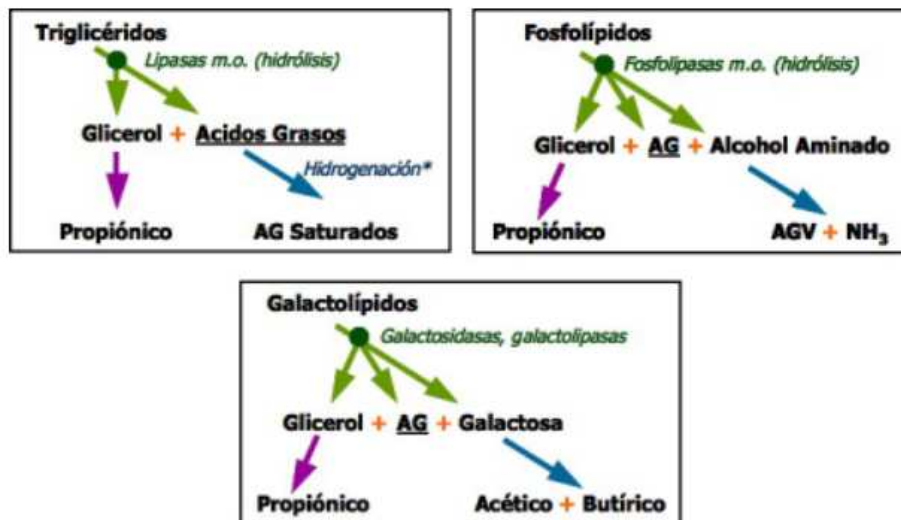 Triglicéridos
Lipasas m.o. (hidrólisis)
Glicerol + Acidos Grasos
Hidrogenación*
Propiónico AG Saturados
Fosfolípidos
Fosfolipasas m.o. (hidrólisis)
Glicerol + AG + Alcohol Aminado
Propiónico AGV + NH₃
Galactolípidos
Galactosidasas, galactolipasas
Glicerol + AG + Galactosa
Propiónico Acético + Butírico